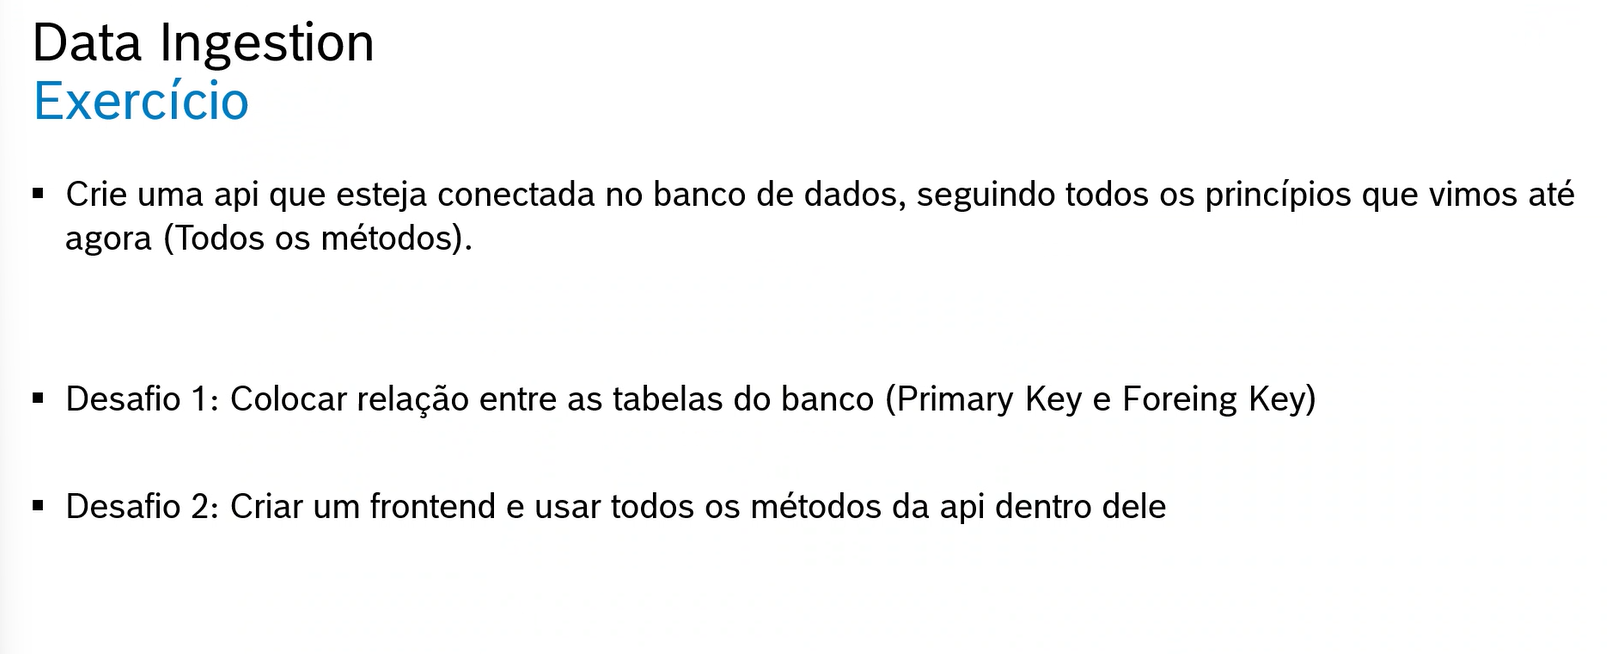 Data Ingestion
Exercício
▪ Crie uma api que esteja conectada no banco de dados, seguindo todos os princípios que vimos até
agora (Todos os métodos).
▪ Desafio 1: Colocar relação entre as tabelas do banco (Primary Key e Foreing Key)
▪ Desafio 2: Criar um frontend e usar todos os métodos da api dentro dele